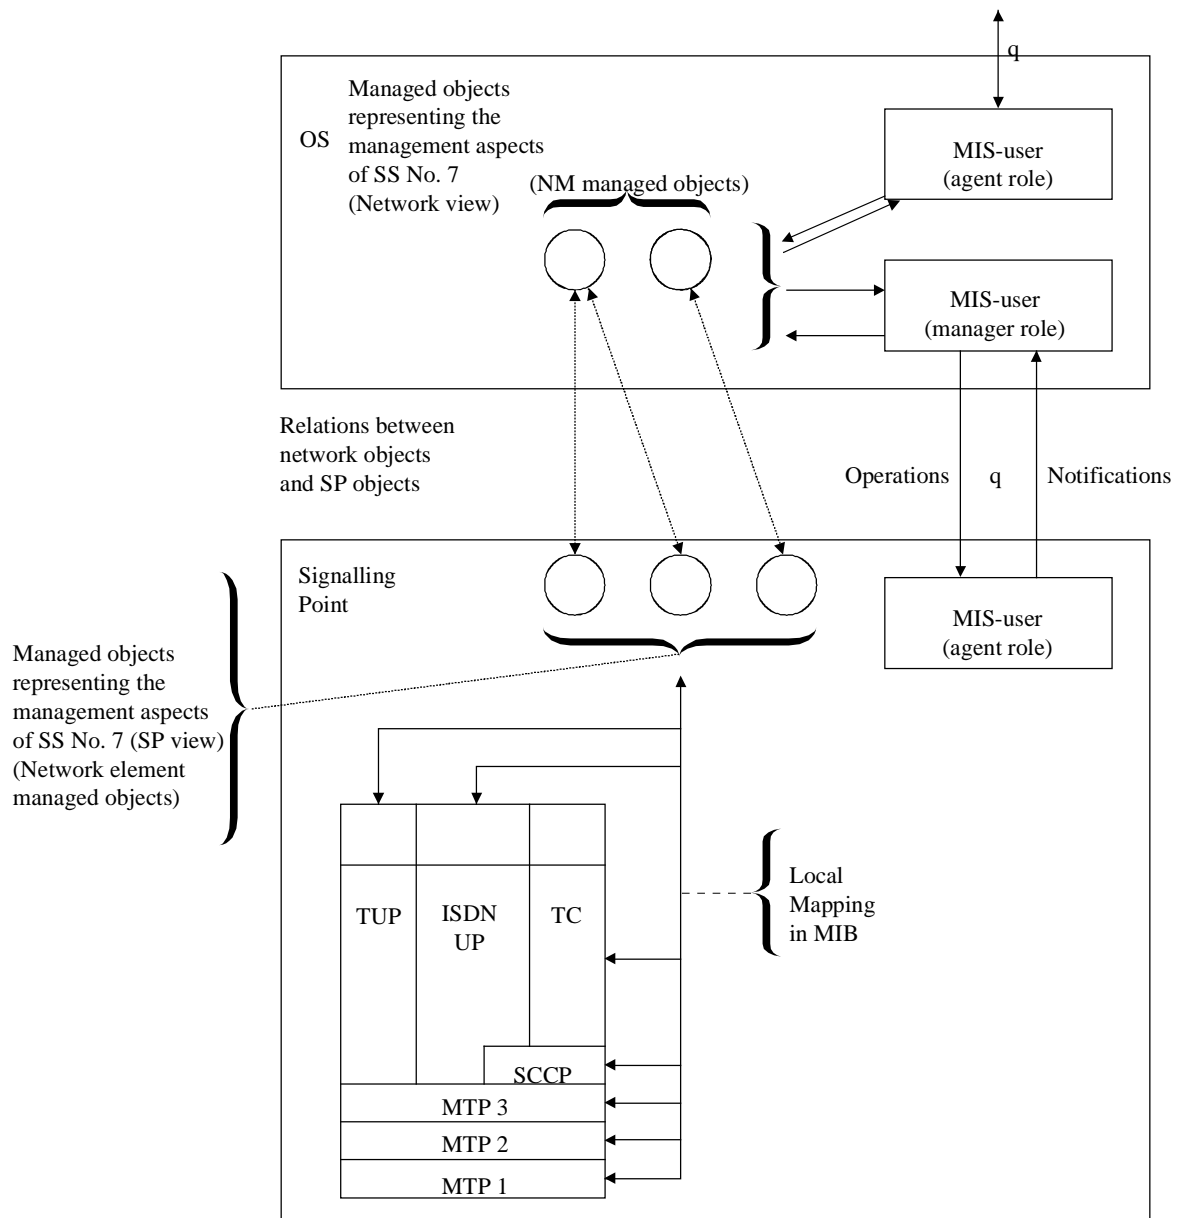 q
Managed objects
representing the
management aspects
of SS No. 7
(Network view)
OS
(NM managed objects)
MIS-user
(agent role)
MIS-user
(manager role)
Relations between
network objects
and SP objects
Operations
q
Notifications
Signalling
Point
MIS-user
(agent role)
Managed objects
representing the
management aspects
of SS No. 7 (SP view)
(Network element
managed objects)
TUP
ISDN
UP
TC
Local
Mapping
in MIB
SCCP
MTP 3
MTP 2
MTP 1